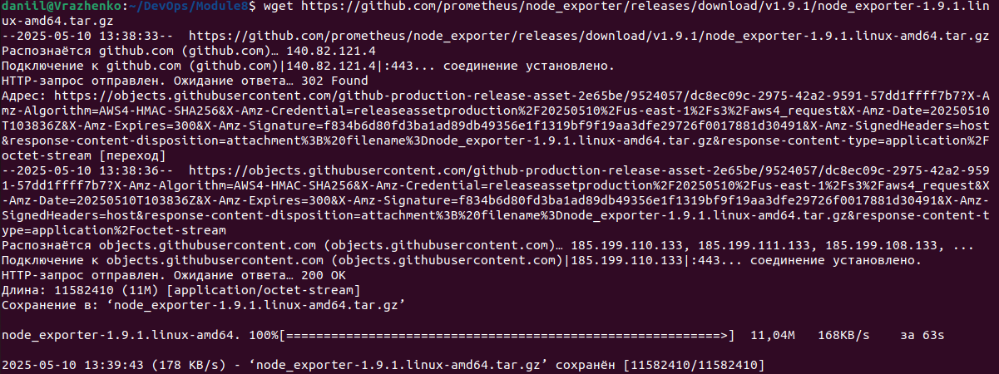 daniil@Vrazhenko:~/DevOps/Module8$ wget https://github.com/prometheus/node_exporter/releases/download/v1.9.1/node_exporter-1.9.1.lin
ux-amd64.tar.gz
--2025-05-10 13:38:33--  https://github.com/prometheus/node_exporter/releases/download/v1.9.1/node_exporter-1.9.1.linux-amd64.tar.gz
Распознаётся github.com (github.com)… 140.82.121.4
Подключение к github.com (github.com)|140.82.121.4|:443... соединение установлено.
HTTP-запрос отправлен. Ожидание ответа… 302 Found
Адрес: https://objects.githubusercontent.com/github-production-release-asset-2e65be/9524057/dc8ec09c-2975-42a2-9591-57dd1ffff7b7?X-A
mz-Algorithm=AWS4-HMAC-SHA256&X-Amz-Credential=releaseassetproduction%2F20250510%2Fus-east-1%2Fs3%2Faws4_request&X-Amz-Date=20250510
T103836Z&X-Amz-Expires=300&X-Amz-Signature=f834b6d80fd3ba1ad89db49356e1f1319bf9f19aa3dfe29726f0017881d30491&X-Amz-SignedHeaders=host
&response-content-disposition=attachment%3B%20filename%3Dnode_exporter-1.9.1.linux-amd64.tar.gz&response-content-type=application%2F
octet-stream [переход]
--2025-05-10 13:38:36--  https://objects.githubusercontent.com/github-production-release-asset-2e65be/9524057/dc8ec09c-2975-42a2-959
1-57dd1ffff7b7?X-Amz-Algorithm=AWS4-HMAC-SHA256&X-Amz-Credential=releaseassetproduction%2F20250510%2Fus-east-1%2Fs3%2Faws4_request&X
-Amz-Date=20250510T103836Z&X-Amz-Expires=300&X-Amz-Signature=f834b6d80fd3ba1ad89db49356e1f1319bf9f19aa3dfe29726f0017881d30491&X-Amz-
SignedHeaders=host&response-content-disposition=attachment%3B%20filename%3Dnode_exporter-1.9.1.linux-amd64.tar.gz&response-content-t
ype=application%2Foctet-stream
Распознаётся objects.githubusercontent.com (objects.githubusercontent.com)… 185.199.110.133, 185.199.111.133, 185.199.108.133, ...
Подключение к objects.githubusercontent.com (objects.githubusercontent.com)|185.199.110.133|:443... соединение установлено.
HTTP-запрос отправлен. Ожидание ответа… 200 OK
Длина: 11582410 (11M) [application/octet-stream]
Сохранение в: ‘node_exporter-1.9.1.linux-amd64.tar.gz’
node_exporter-1.9.1.linux-amd64. 100%[==========================================================>]  11,04M   168KB/s    за 63s
2025-05-10 13:39:43 (178 KB/s) - ‘node_exporter-1.9.1.linux-amd64.tar.gz’ сохранён [11582410/11582410]